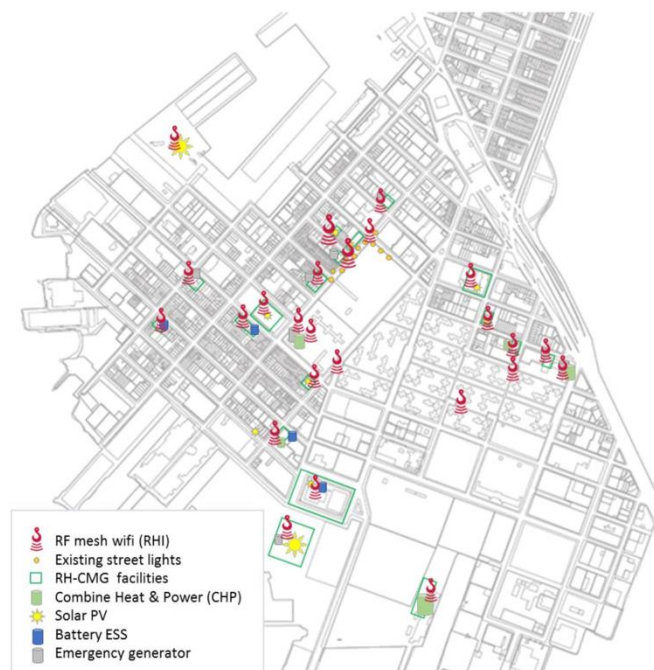 RF mesh wifi (RHI)
Existing street lights
RH-CMG facilities
Combine Heat & Power (CHP)
Solar PV
Battery ESS
Emergency generator